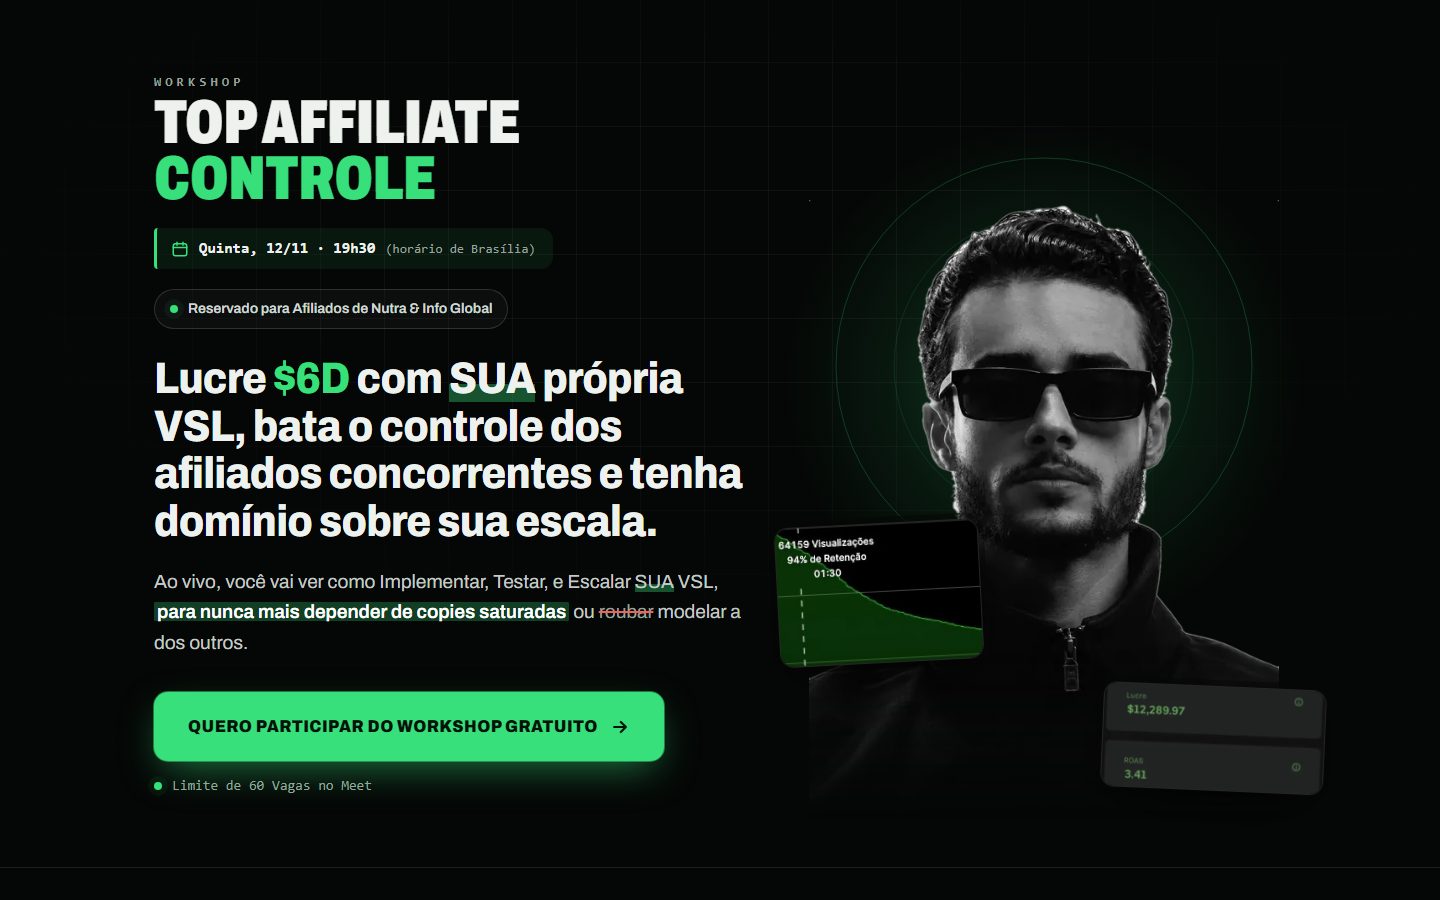 WORKSHOP
TOP AFFILIATE
CONTROLE
Quinta, 12/11 · 19h30 (horário de Brasília)
Reservado para Afiliados de Nutra & Info Global
Lucre $6D com SUA própria
VSL, bata o controle dos
afiliados concorrentes e tenha
domínio sobre sua escala.
Ao vivo, você vai ver como Implementar, Testar, e Escalar SUA VSL,
para nunca mais depender de copies saturadas ou roubar modelar a
dos outros.
QUERO PARTICIPAR DO WORKSHOP GRATUITO →
Limite de 60 Vagas no Meet
64159 Visualizações
94% de Retenção
01:30
Lucre
$12,289.97
ROAS
3.41